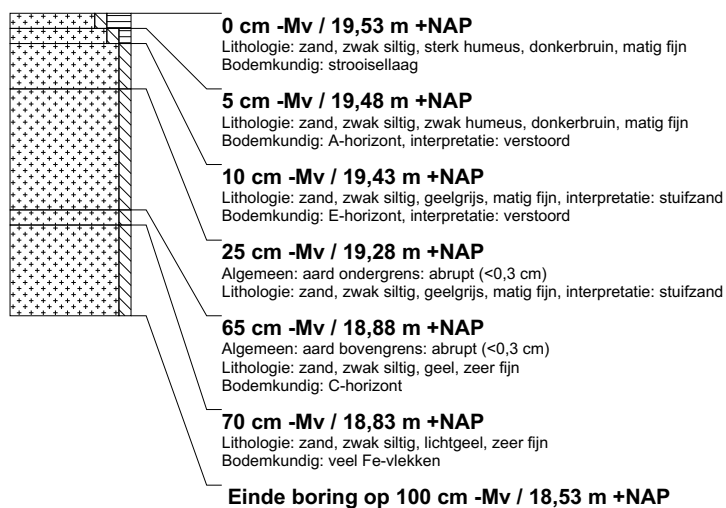 0 cm -Mv / 19,53 m +NAP
Lithologie: zand, zwak siltig, sterk humeus, donkerbruin, matig fijn
Bodemkundig: strooisellaag
5 cm -Mv / 19,48 m +NAP
Lithologie: zand, zwak siltig, zwak humeus, donkerbruin, matig fijn
Bodemkundig: A-horizont, interpretatie: verstoord
10 cm -Mv / 19,43 m +NAP
Lithologie: zand, zwak siltig, geelgrijs, matig fijn, interpretatie: stuifzand
Bodemkundig: E-horizont, interpretatie: verstoord
25 cm -Mv / 19,28 m +NAP
Algemeen: aard ondergrens: abrupt (<0,3 cm)
Lithologie: zand, zwak siltig, geelgrijs, matig fijn, interpretatie: stuifzand
65 cm -Mv / 18,88 m +NAP
Algemeen: aard bovengrens: abrupt (<0,3 cm)
Lithologie: zand, zwak siltig, geel, zeer fijn
Bodemkundig: C-horizont
70 cm -Mv / 18,83 m +NAP
Lithologie: zand, zwak siltig, lichtgeel, zeer fijn
Bodemkundig: veel Fe-vlekken
Einde boring op 100 cm -Mv / 18,53 m +NAP